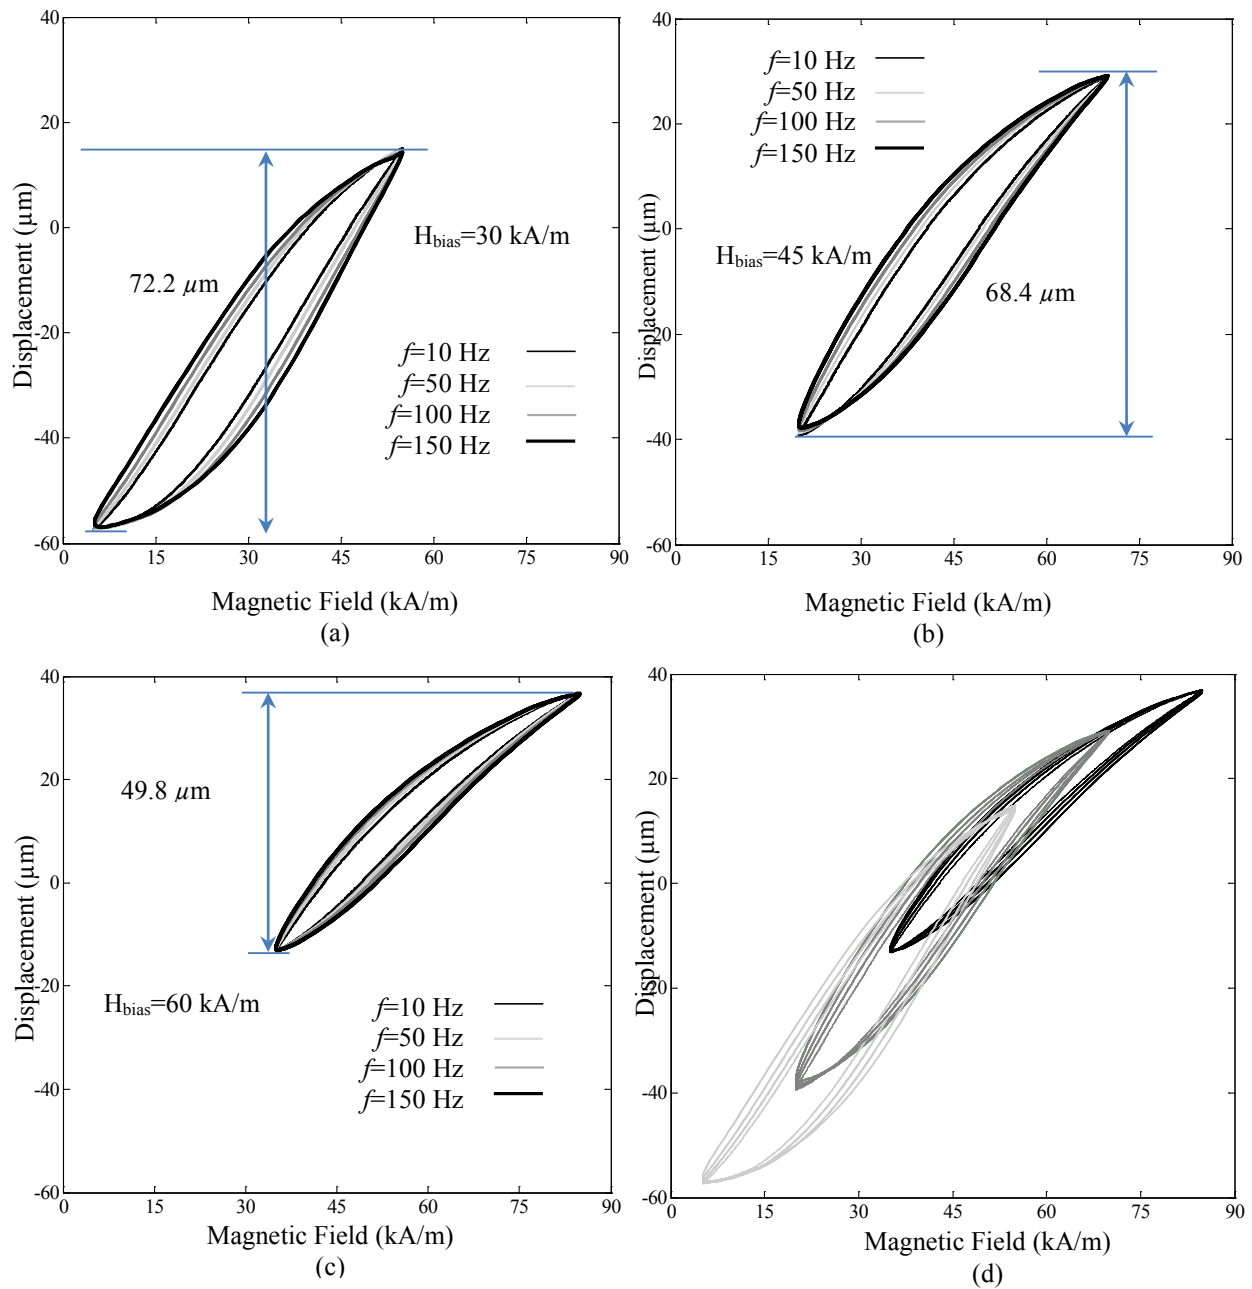 40
20
0
-20
-40
-60
Displacement (µm)
72.2 µm
H_bias=30 kA/m
f=10 Hz
f=50 Hz
f=100 Hz
f=150 Hz
0 15 30 45 60 75 90
Magnetic Field (kA/m)
(a)
40
20
0
-20
-40
-60
Displacement (µm)
f=10 Hz
f=50 Hz
f=100 Hz
f=150 Hz
H_bias=45 kA/m
68.4 µm
0 15 30 45 60 75 90
Magnetic Field (kA/m)
(b)
40
20
0
-20
-40
-60
Displacement (µm)
49.8 µm
H_bias=60 kA/m
f=10 Hz
f=50 Hz
f=100 Hz
f=150 Hz
0 15 30 45 60 75 90
Magnetic Field (kA/m)
(c)
40
20
0
-20
-40
-60
Displacement (µm)
0 15 30 45 60 75 90
Magnetic Field (kA/m)
(d)